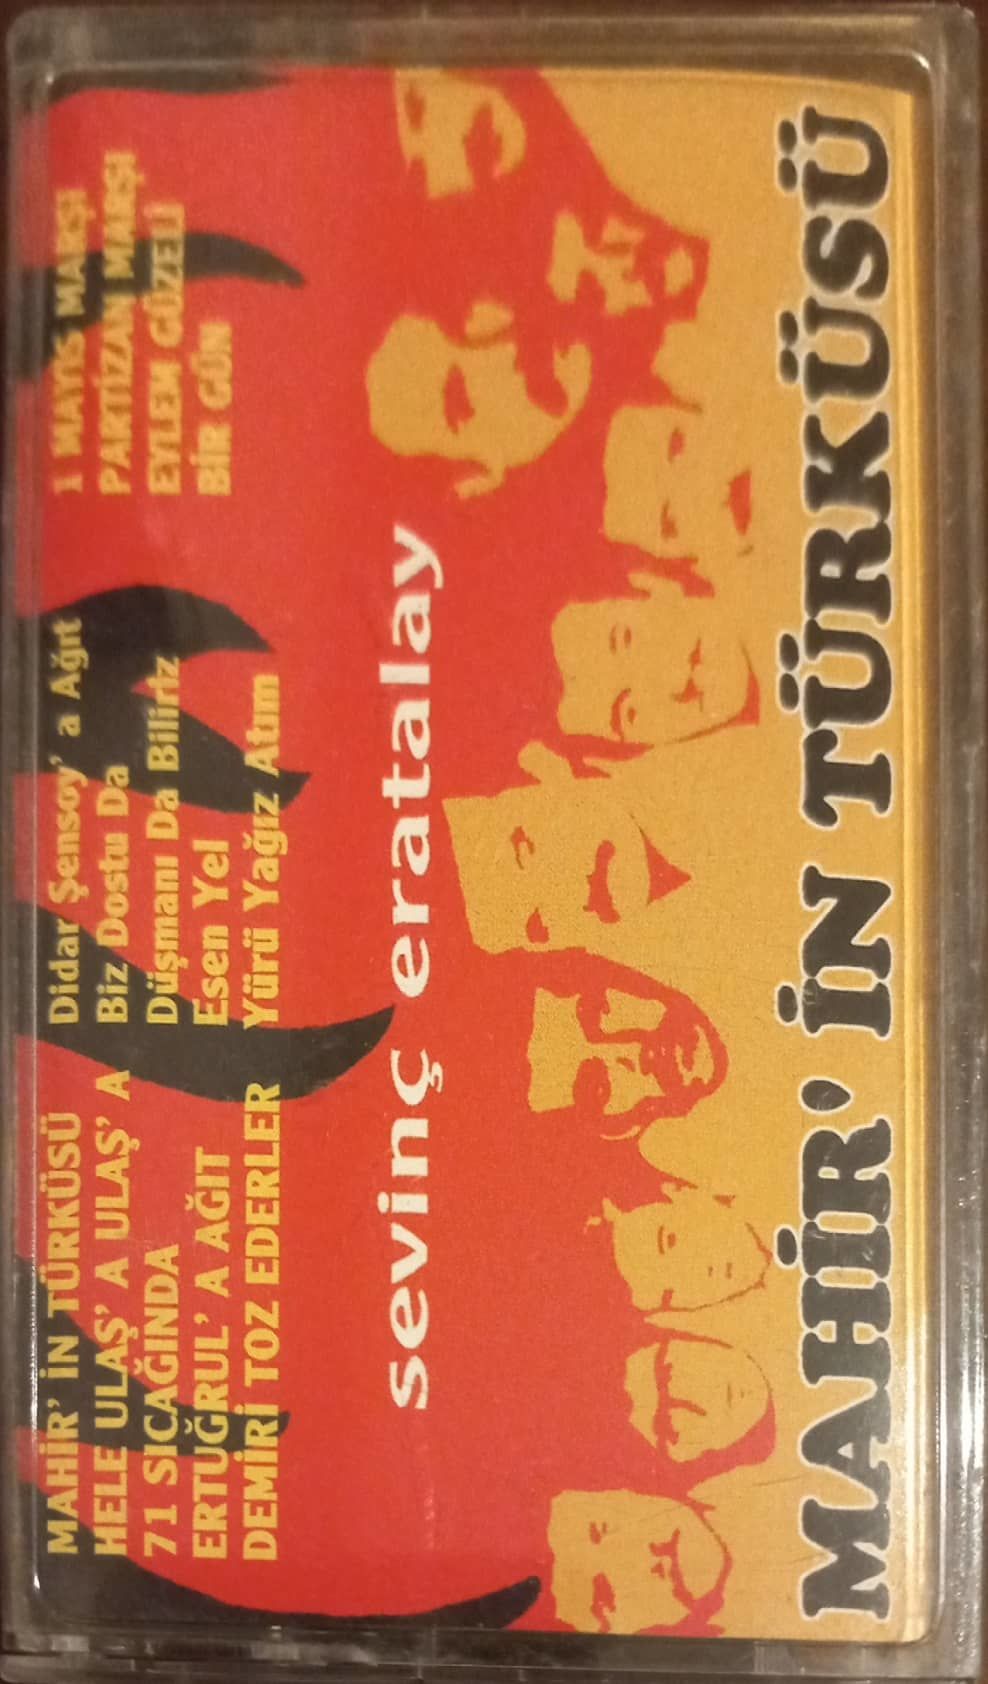 MAHİR' İN TÜRKÜSÜ
HELE ULAŞ' A ULAŞ' A
71 SICAĞINDA
ERTUĞRUL' A AĞIT
DEMİRİ TOZ EDERLER
Didar Şensoy' a Ağıt
Biz Dostu Da
Düşmanı Da Biliriz
Esen Yel
Yürü Yağız Atım
1 MAYIS MARŞI
PARTİZAN MARŞI
EYLEM GÜZELİ
BİR GÜN
sevinç eratalay
MAHİR' İN TÜRKÜSÜ